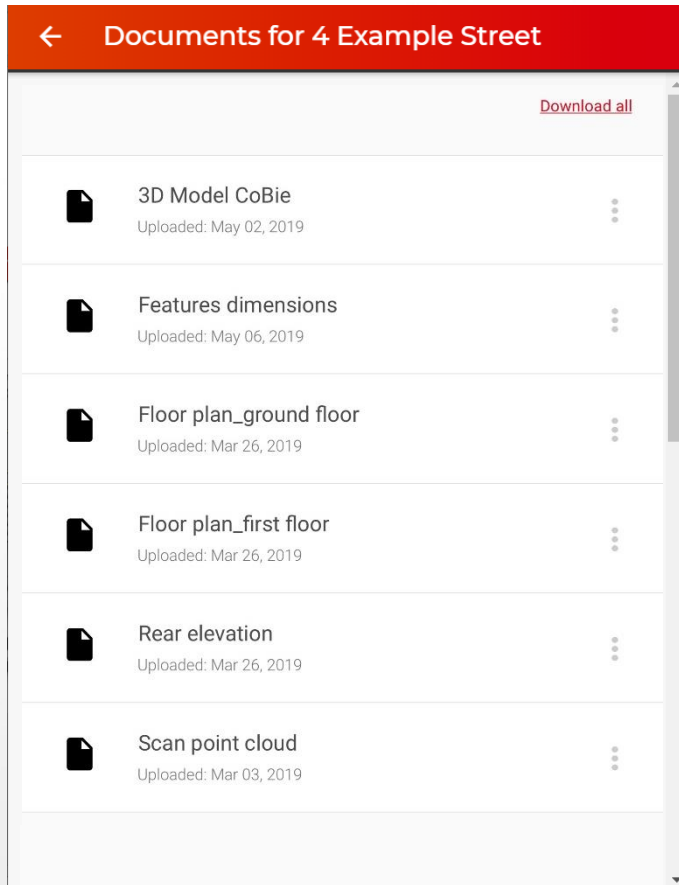 Documents for 4 Example Street
Download all
3D Model CoBie
Uploaded: May 02, 2019
Features dimensions
Uploaded: May 06, 2019
Floor plan_ground floor
Uploaded: Mar 26, 2019
Floor plan_first floor
Uploaded: Mar 26, 2019
Rear elevation
Uploaded: Mar 26, 2019
Scan point cloud
Uploaded: Mar 03, 2019